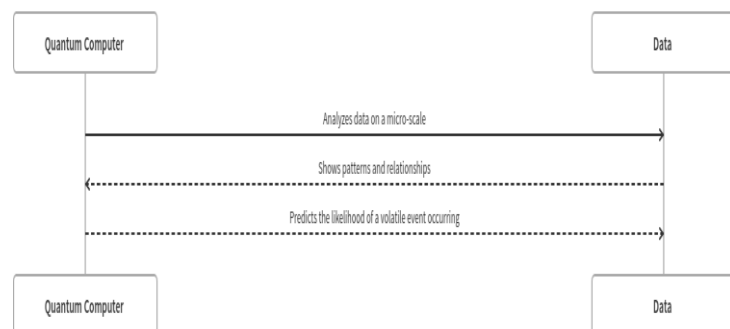 Quantum Computer
Data
Analyzes data on a micro-scale
Shows patterns and relationships
Predicts the likelihood of a volatile event occurring
Quantum Computer
Data